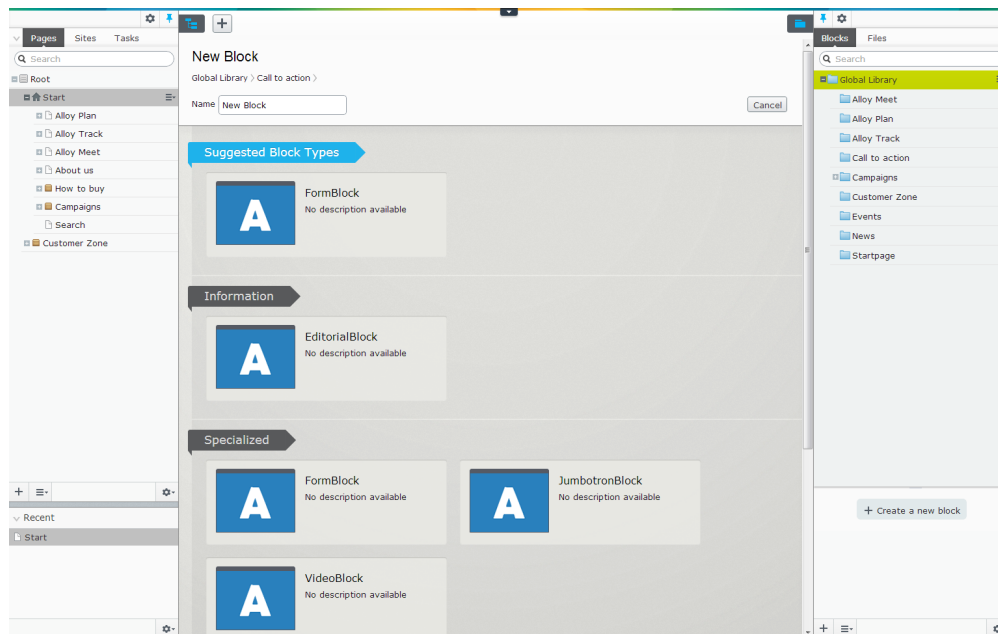 Pages Sites Tasks
Search
Root
Start
Alloy Plan
Alloy Track
Alloy Meet
About us
How to buy
Campaigns
Search
Customer Zone
Recent
Start
New Block
Global Library > Call to action >
Name New Block
Cancel
Suggested Block Types
A
FormBlock
No description available
Information
A
EditorialBlock
No description available
Specialized
A
FormBlock
No description available
A
JumbotronBlock
No description available
A
VideoBlock
No description available
Blocks Files
Search
Global Library
Alloy Meet
Alloy Plan
Alloy Track
Call to action
Campaigns
Customer Zone
Events
News
Startpage
+ Create a new block